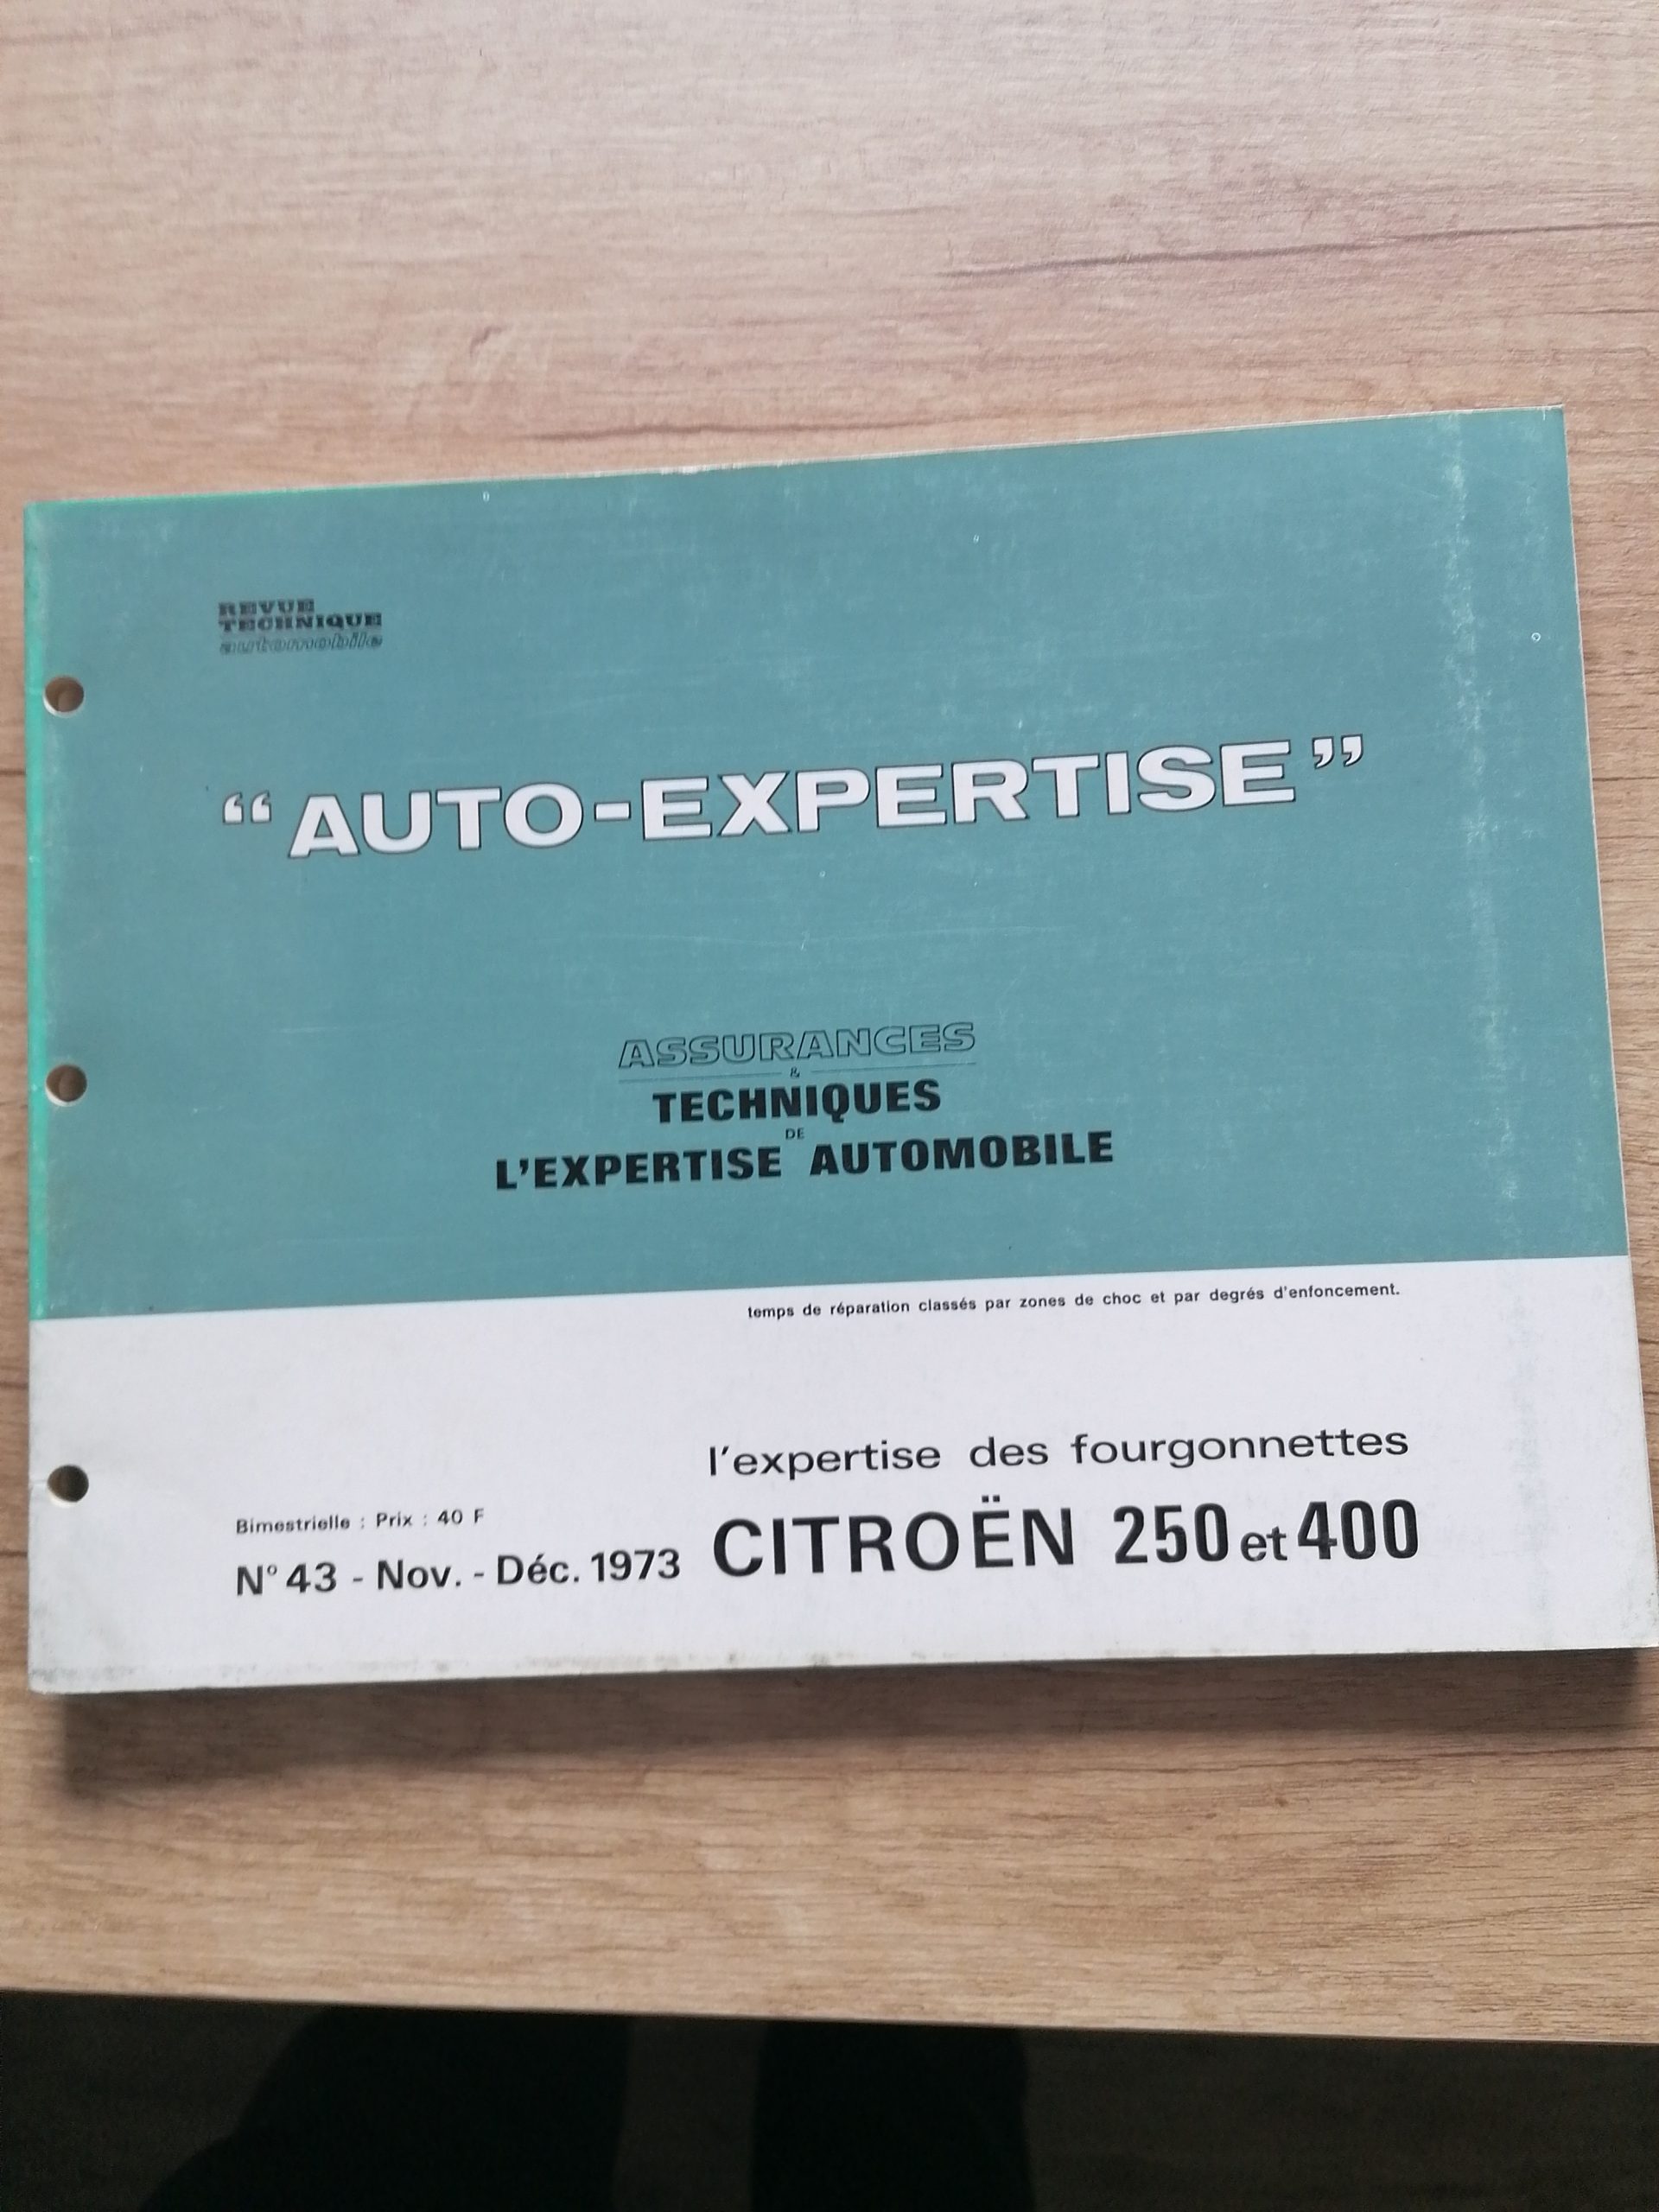 REVUE
TECHNIQUE
automobile
“AUTO-EXPERTISE”
ASSURANCES
&
TECHNIQUES
DE
L'EXPERTISE AUTOMOBILE
temps de réparation classés par zones de choc et par degrés d'enfoncement.
l'expertise des fourgonnettes
CITROËN 250 et 400
Bimestrielle : Prix : 40 F
N° 43 - Nov. - Déc. 1973